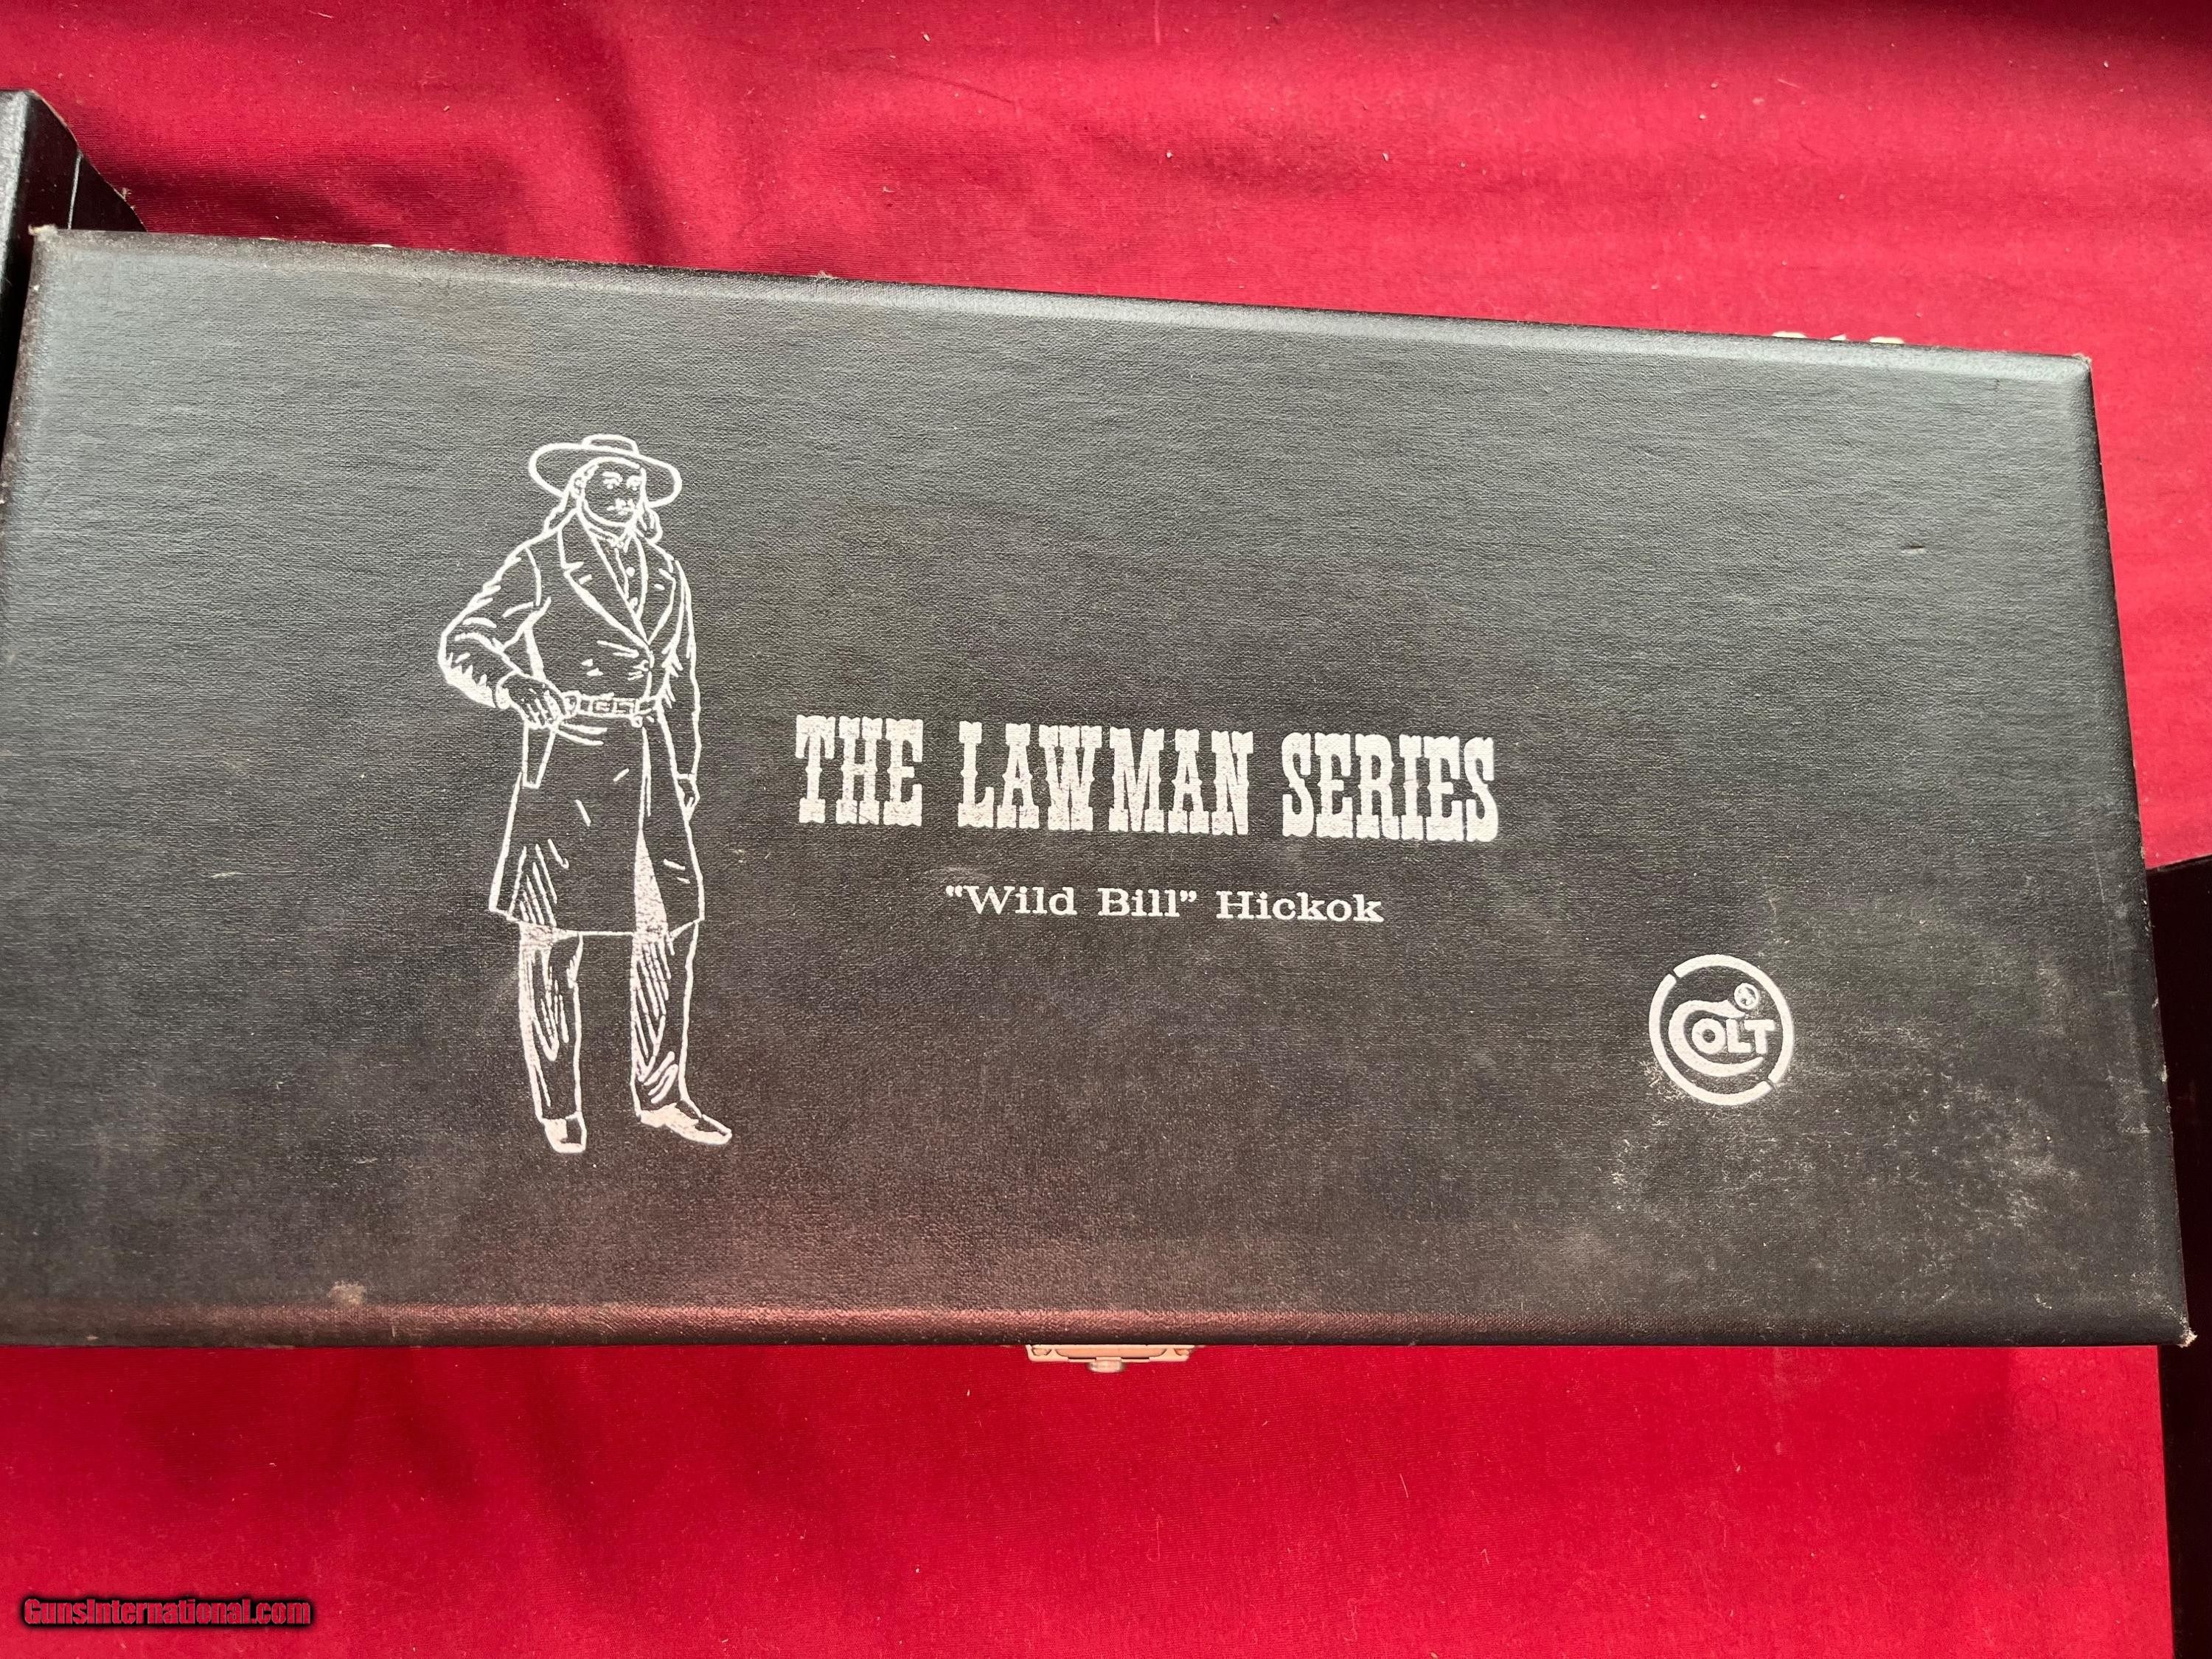 THE LAWMAN SERIES
“Wild Bill” Hickok
COLT
GunsInternational.com